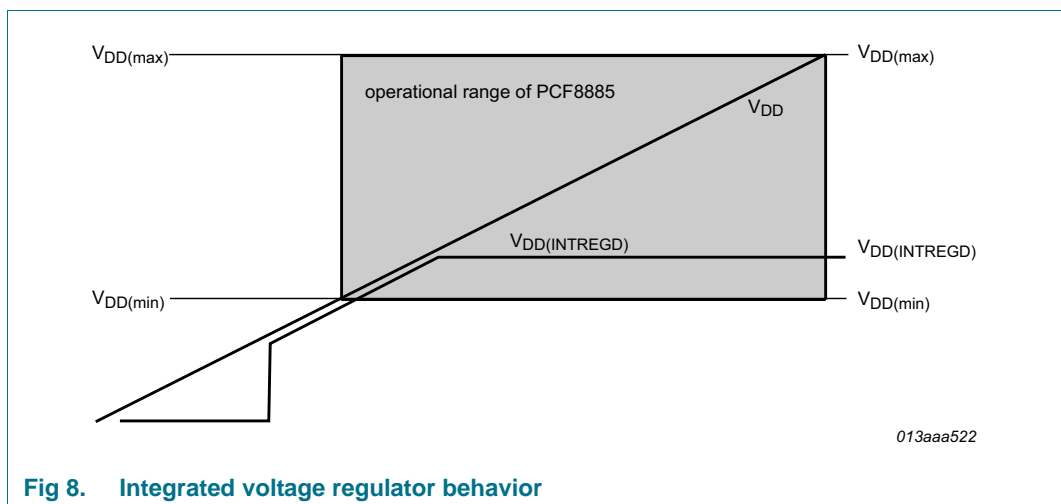 VDD(max)
VDD(max)
operational range of PCF8885
VDD
VDD(INTREGD)
VDD(INTREGD)
VDD(min)
VDD(min)
013aaa522
Fig 8. Integrated voltage regulator behavior